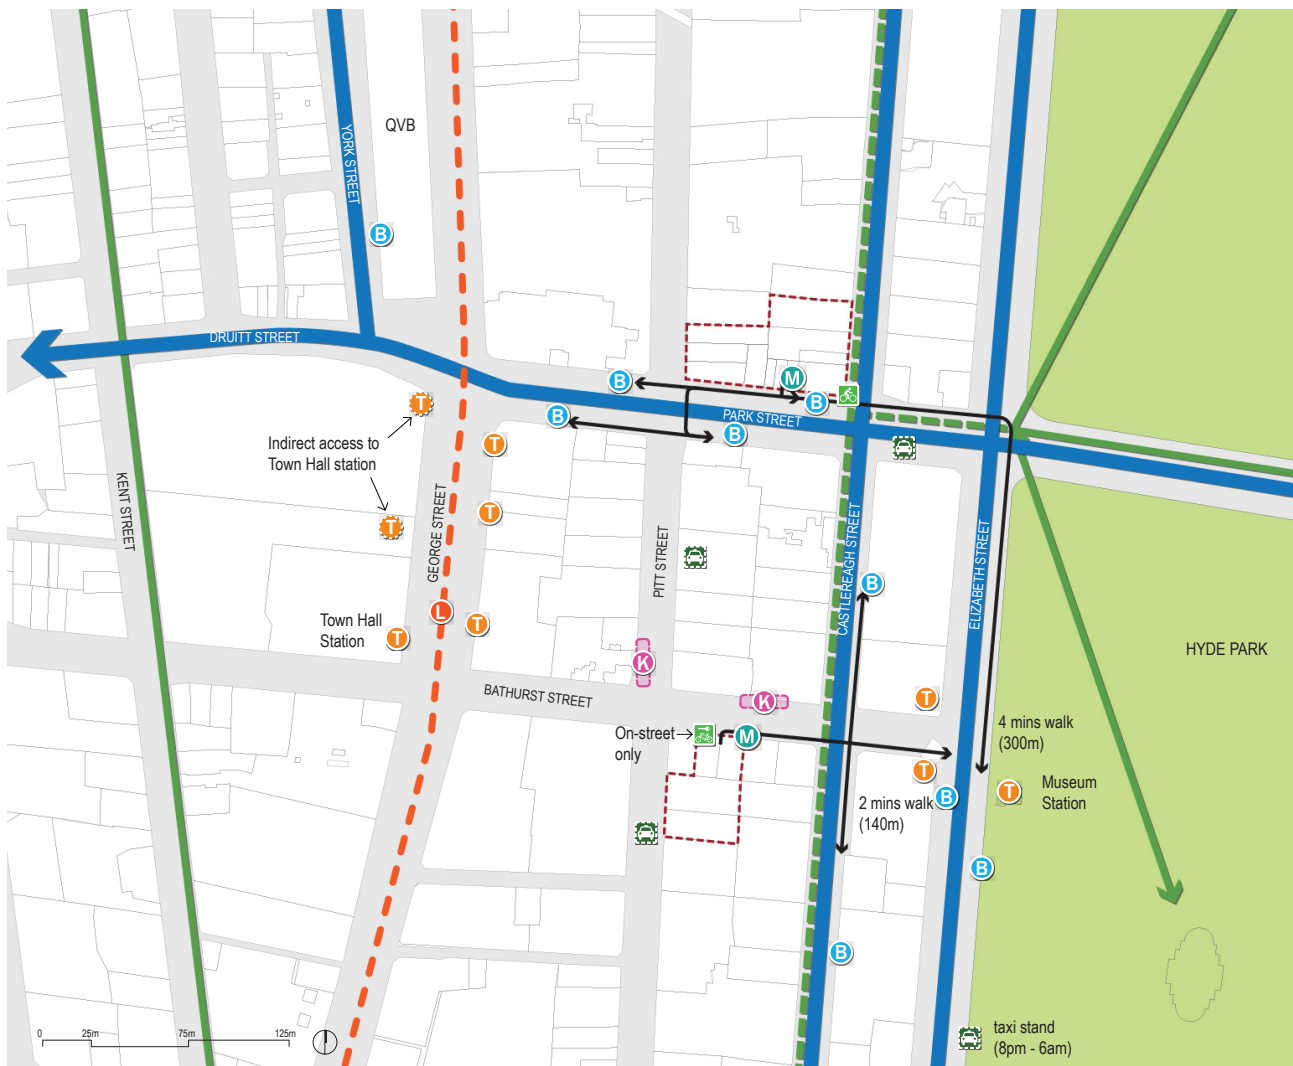 QVB
YORK STREET
B
DRUITT STREET
B
M
B
B
PARK STREET
B
T
T
Indirect access to
Town Hall station
T
T
KENT STREET
GEORGE STREET
PITT STREET
CASTLEREAGH STREET
ELIZABETH STREET
B
L
T
Town Hall
Station
T
HYDE PARK
K
BATHURST STREET
K
T
On-street
only
M
4 mins walk
(300m)
T
B
T
Museum
Station
2 mins walk
(140m)
B
B
0 25m 75m 125m
taxi stand
(8pm - 6am)